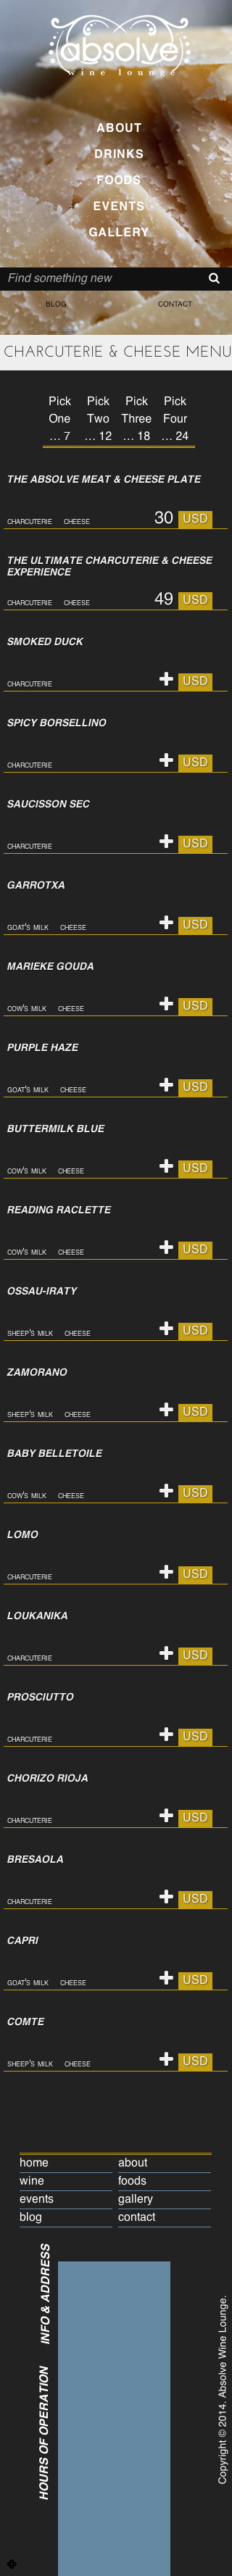 absolve
wine lounge
ABOUT
DRINKS
FOODS
EVENTS
GALLERY
Find something new
BLOG
CONTACT
CHARCUTERIE & CHEESE MENU
Pick One … 7
Pick Two … 12
Pick Three … 18
Pick Four … 24
THE ABSOLVE MEAT & CHEESE PLATE
CHARCUTERIE CHEESE 30 USD
THE ULTIMATE CHARCUTERIE & CHEESE
EXPERIENCE
CHARCUTERIE CHEESE 49 USD
SMOKED DUCK
CHARCUTERIE USD
SPICY BORSELLINO
CHARCUTERIE USD
SAUCISSON SEC
CHARCUTERIE USD
GARROTXA
GOAT'S MILK CHEESE USD
MARIEKE GOUDA
COW'S MILK CHEESE USD
PURPLE HAZE
GOAT'S MILK CHEESE USD
BUTTERMILK BLUE
COW'S MILK CHEESE USD
READING RACLETTE
COW'S MILK CHEESE USD
OSSAU-IRATY
SHEEP'S MILK CHEESE USD
ZAMORANO
SHEEP'S MILK CHEESE USD
BABY BELLETOILE
COW'S MILK CHEESE USD
LOMO
CHARCUTERIE USD
LOUKANIKA
CHARCUTERIE USD
PROSCIUTTO
CHARCUTERIE USD
CHORIZO RIOJA
CHARCUTERIE USD
BRESAOLA
CHARCUTERIE USD
CAPRI
GOAT'S MILK CHEESE USD
COMTE
SHEEP'S MILK CHEESE USD
home
about
wine
foods
events
gallery
blog
contact
INFO & ADDRESS
HOURS OF OPERATION
Copyright © 2014. Absolve Wine Lounge.